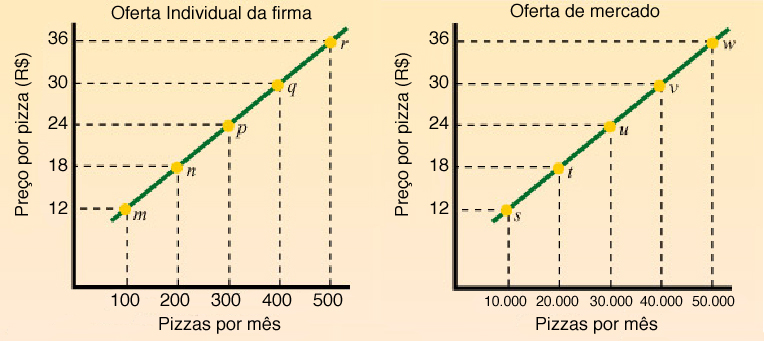 Oferta Individual da firma
Preço por pizza (R$)
36
30
24
18
12
r
q
p
n
m
100 200 300 400 500
Pizzas por mês
Oferta de mercado
Preço por pizza (R$)
36
30
24
18
12
w
v
u
t
s
10.000 20.000 30.000 40.000 50.000
Pizzas por mês